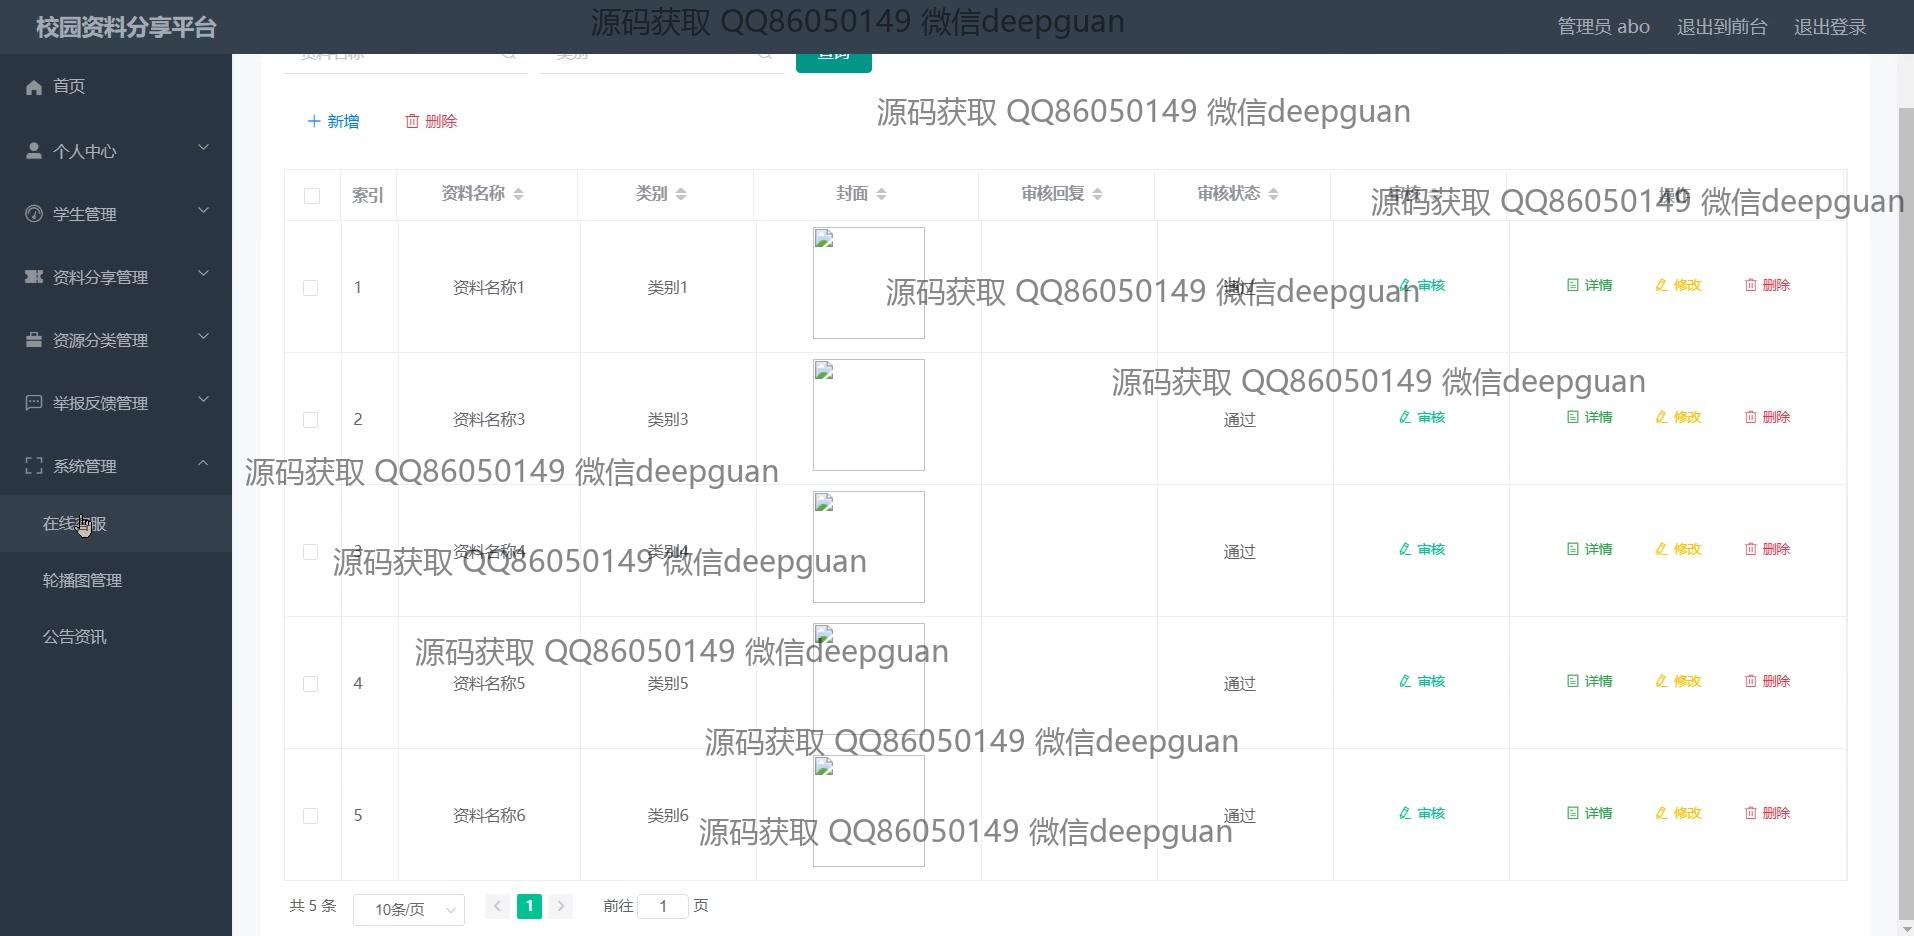 校园资料分享平台
源码获取 QQ86050149 微信deepguan
管理员 abo 退出到前台 退出登录
首页
资料名称 类别 查询
源码获取 QQ86050149 微信deepguan
+ 新增 删除
个人中心
索引 资料名称 类别 封面 审核回复 审核状态 审核 操作
源码获取 QQ86050149 微信deepguan
学生管理
资料分享管理
1 资料名称1 类别1 通过 审核 详情 修改 删除
源码获取 QQ86050149 微信deepguan
资源分类管理
源码获取 QQ86050149 微信deepguan
举报反馈管理
2 资料名称3 类别3 通过 审核 详情 修改 删除
系统管理
源码获取 QQ86050149 微信deepguan
在线客服
3 资料名称4 类别4 通过 审核 详情 修改 删除
源码获取 QQ86050149 微信deepguan
轮播图管理
公告资讯
源码获取 QQ86050149 微信deepguan
4 资料名称5 类别5 通过 审核 详情 修改 删除
源码获取 QQ86050149 微信deepguan
5 资料名称6 类别6 通过 审核 详情 修改 删除
源码获取 QQ86050149 微信deepguan
共 5 条 10条/页 1 前往 1 页